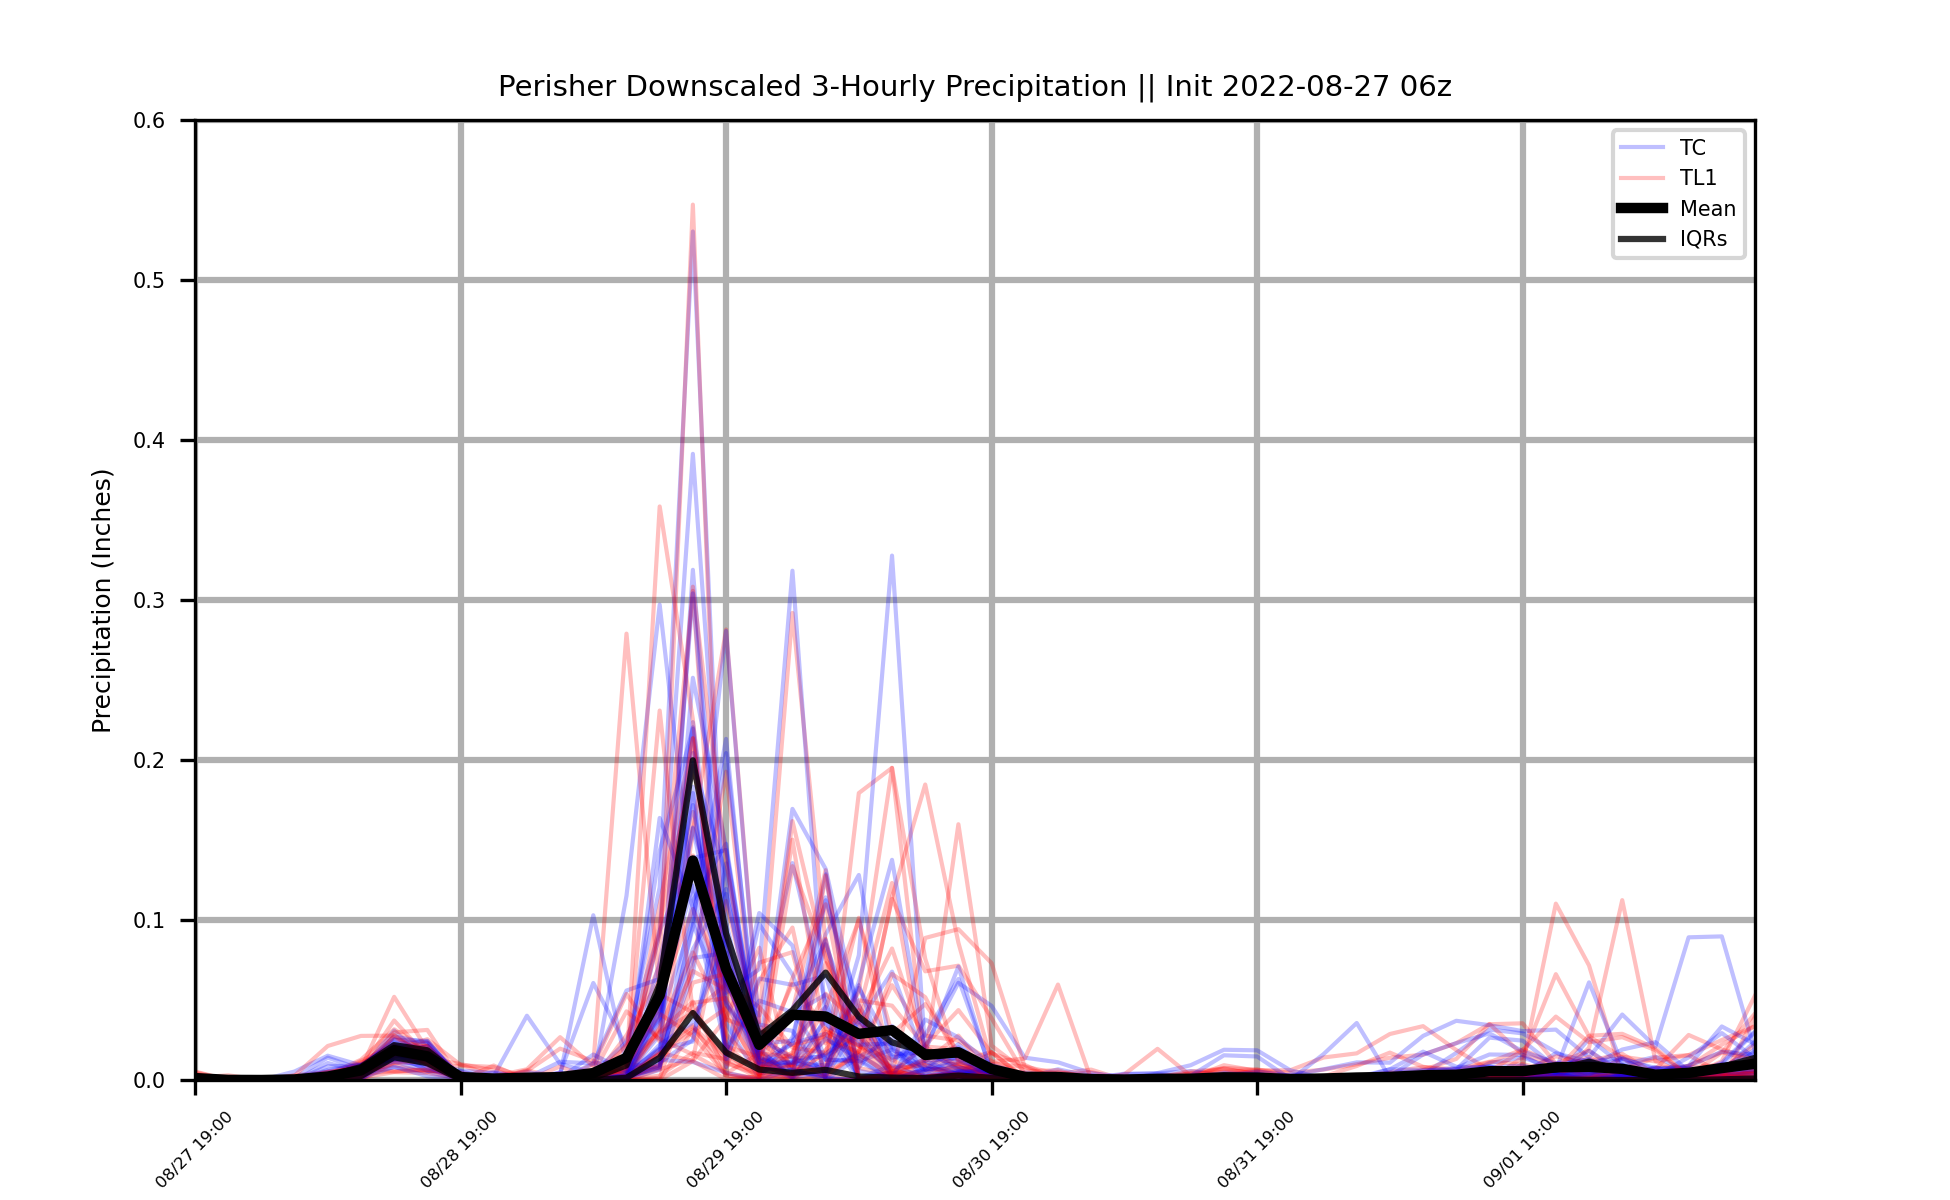 Perisher Downscaled 3-Hourly Precipitation || Init 2022-08-27 06z
TC
TL1
Mean
IQRs
Precipitation (Inches)
0.6
0.5
0.4
0.3
0.2
0.1
0.0
08/27 19:00
08/28 19:00
08/29 19:00
08/30 19:00
08/31 19:00
09/01 19:00